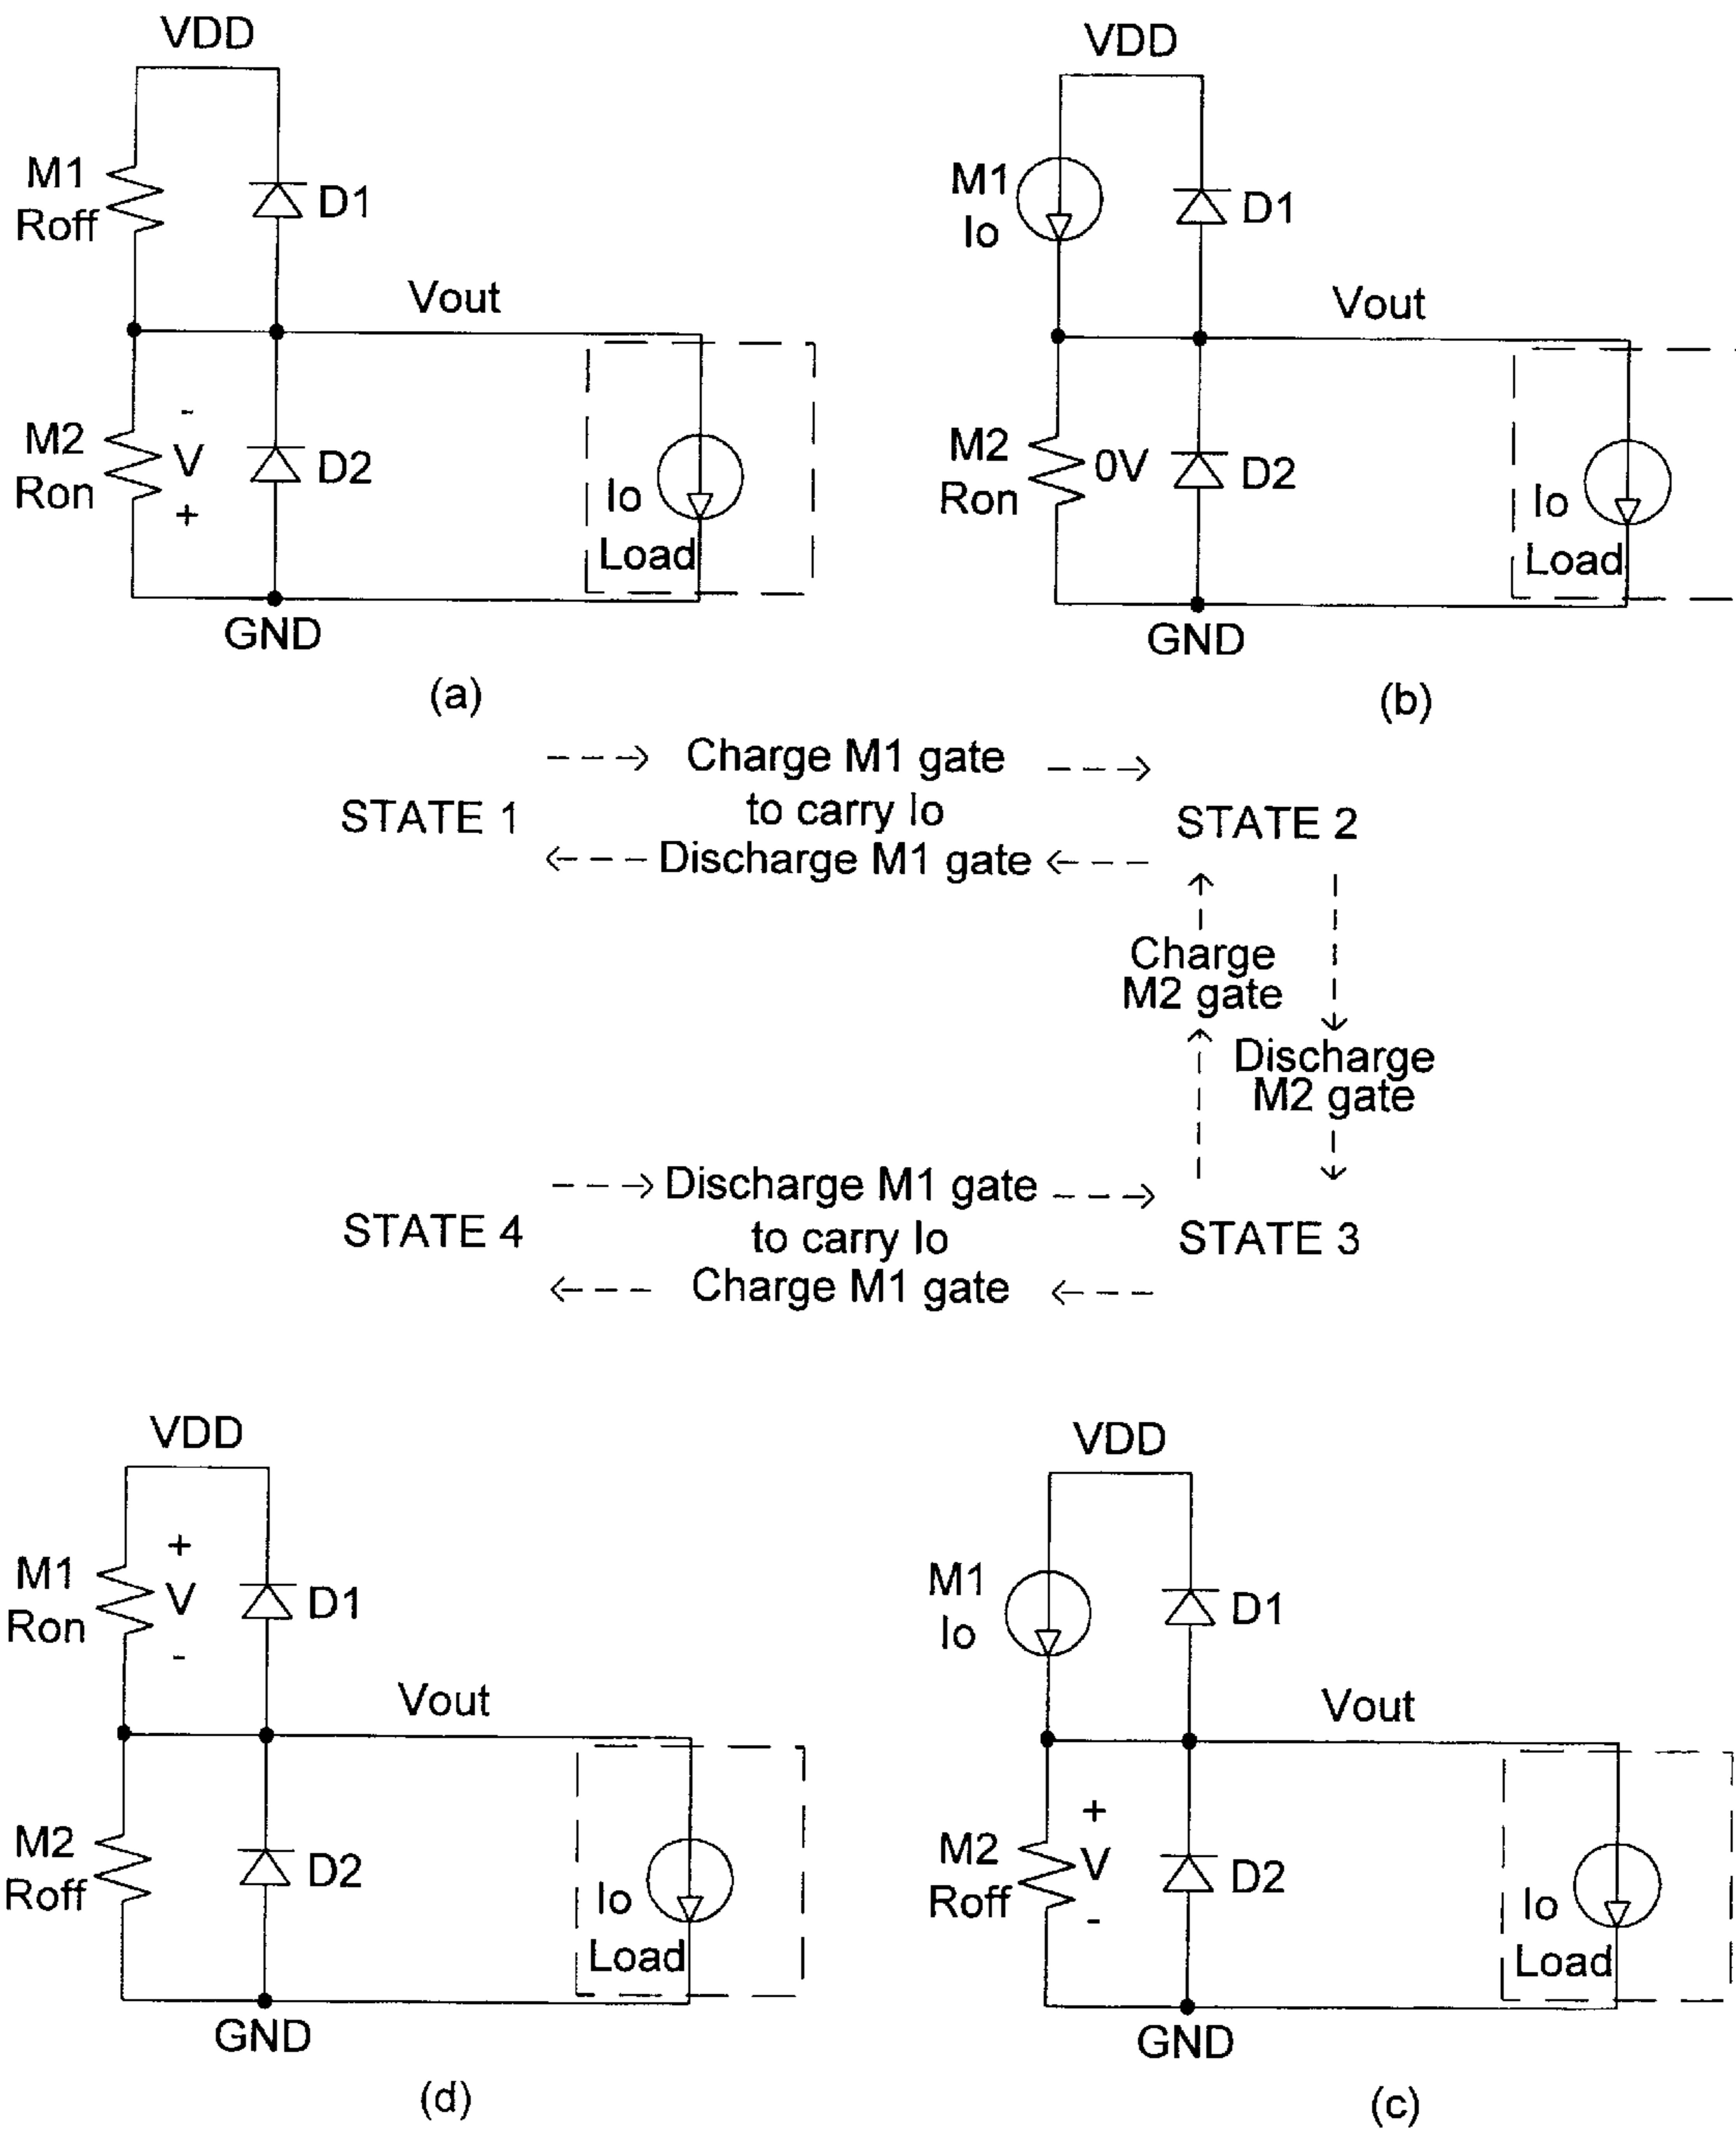 VDD
M1
Roff
D1
Vout
M2
Ron
-
V
+
D2
Io
Load
GND
(a)
VDD
M1
Io
D1
Vout
M2
Ron
0V
D2
Io
Load
GND
(b)
STATE 1
Charge M1 gate
to carry Io
Discharge M1 gate
STATE 2
Charge
M2 gate
Discharge
M2 gate
STATE 4
Discharge M1 gate
to carry Io
Charge M1 gate
STATE 3
VDD
M1
Ron
+
V
-
D1
Vout
M2
Roff
D2
Io
Load
GND
(d)
VDD
M1
Io
D1
Vout
M2
Roff
+
V
-
D2
Io
Load
GND
(c)